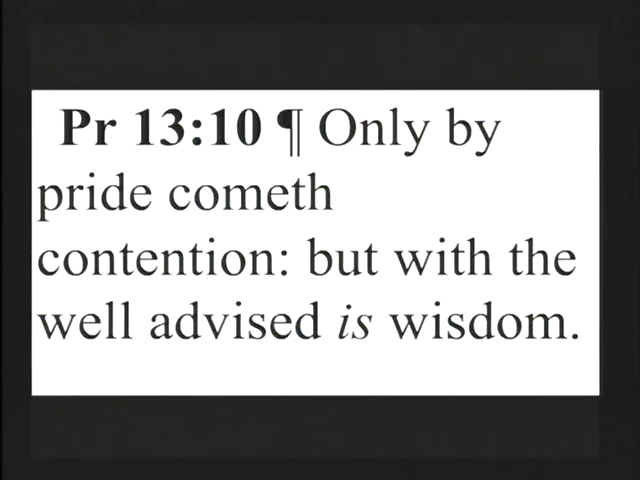 Pr 13:10 ¶ Only by
pride cometh
contention: but with the
well advised is wisdom.